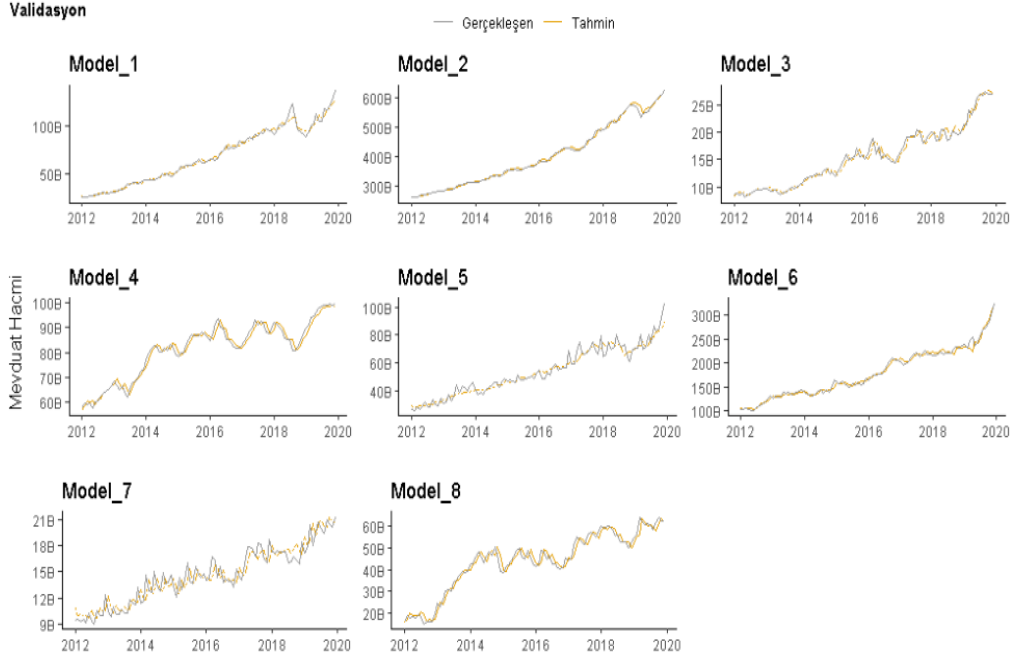 Validasyon
Gerçekleşen Tahmin
Model_1 Model_2 Model_3
100B
50B
2012 2014 2016 2018 2020
600B
500B
400B
300B
2012 2014 2016 2018 2020
25B
20B
15B
10B
2012 2014 2016 2018 2020
Mevduat Hacmi
Model_4 Model_5 Model_6
100B
90B
80B
70B
60B
2012 2014 2016 2018 2020
100B
80B
60B
40B
2012 2014 2016 2018 2020
300B
250B
200B
150B
100B
2012 2014 2016 2018 2020
Model_7 Model_8
21B
18B
15B
12B
9B
2012 2014 2016 2018 2020
60B
50B
40B
30B
20B
2012 2014 2016 2018 2020